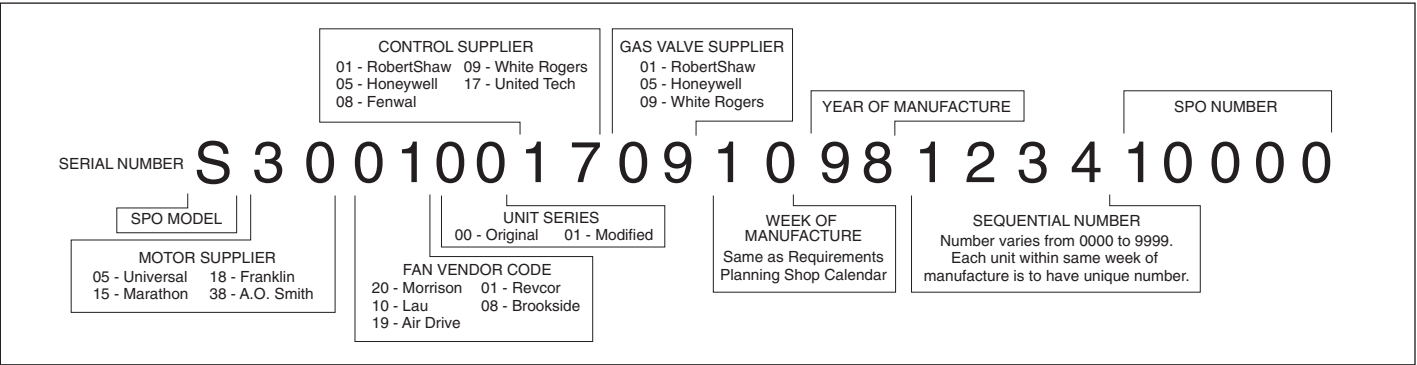 CONTROL SUPPLIER
01 - RobertShaw 09 - White Rogers
05 - Honeywell 17 - United Tech
08 - Fenwal
GAS VALVE SUPPLIER
01 - RobertShaw
05 - Honeywell
09 - White Rogers
YEAR OF MANUFACTURE
SPO NUMBER
SERIAL NUMBER S 3 0 0 1 0 0 1 7 0 9 1 0 9 8 1 2 3 4 1 0 0 0 0
SPO MODEL
MOTOR SUPPLIER
05 - Universal 18 - Franklin
15 - Marathon 38 - A.O. Smith
UNIT SERIES
00 - Original 01 - Modified
FAN VENDOR CODE
20 - Morrison 01 - Revcor
10 - Lau 08 - Brookside
19 - Air Drive
WEEK OF
MANUFACTURE
Same as Requirements
Planning Shop Calendar
SEQUENTIAL NUMBER
Number varies from 0000 to 9999.
Each unit within same week of
manufacture is to have unique number.